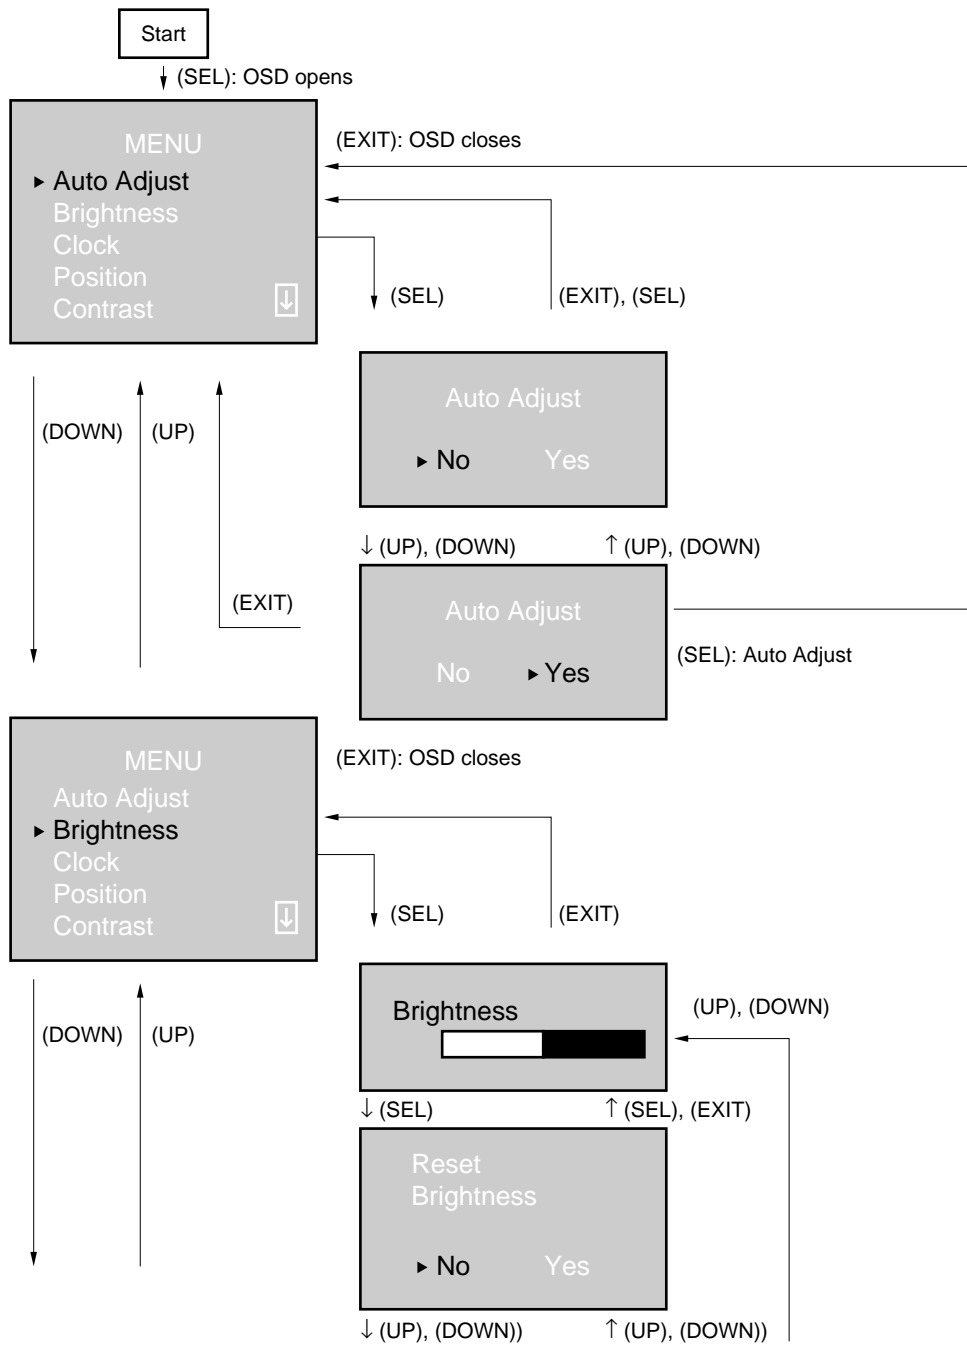 Start
(SEL): OSD opens
MENU
Auto Adjust
Brightness
Clock
Position
Contrast
(EXIT): OSD closes
(SEL)
(EXIT), (SEL)
Auto Adjust
No Yes
(DOWN) (UP)
↓ (UP), (DOWN) ↑ (UP), (DOWN)
(EXIT)
Auto Adjust
No Yes
(SEL): Auto Adjust
MENU
Auto Adjust
Brightness
Clock
Position
Contrast
(EXIT): OSD closes
(SEL)
(EXIT)
Brightness
(UP), (DOWN)
(DOWN) (UP)
↓ (SEL) ↑ (SEL), (EXIT)
Reset
Brightness
No Yes
↓ (UP), (DOWN)) ↑ (UP), (DOWN))